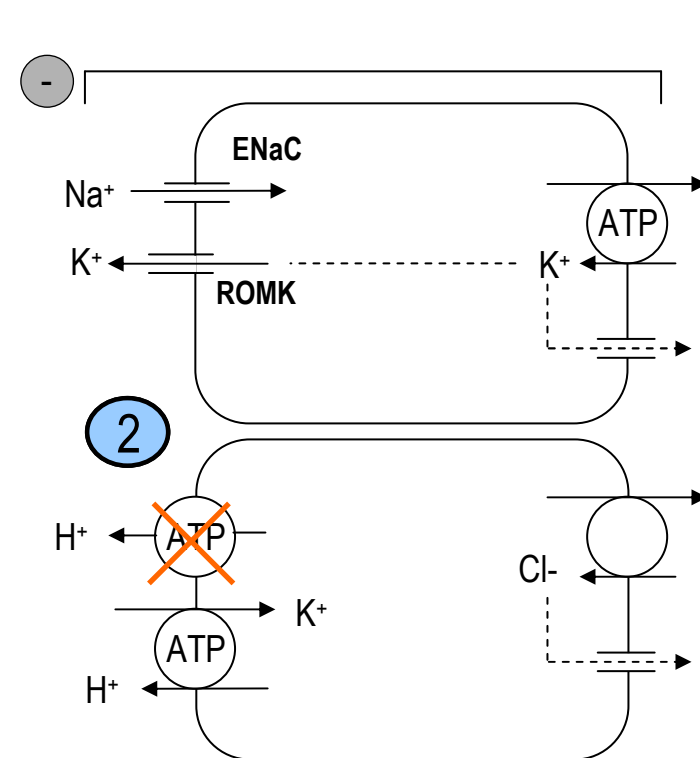 -
ENaC
Na⁺
ATP
K⁺
K⁺
ROMK
2
ATP
H⁺
Cl-
K⁺
ATP
H⁺